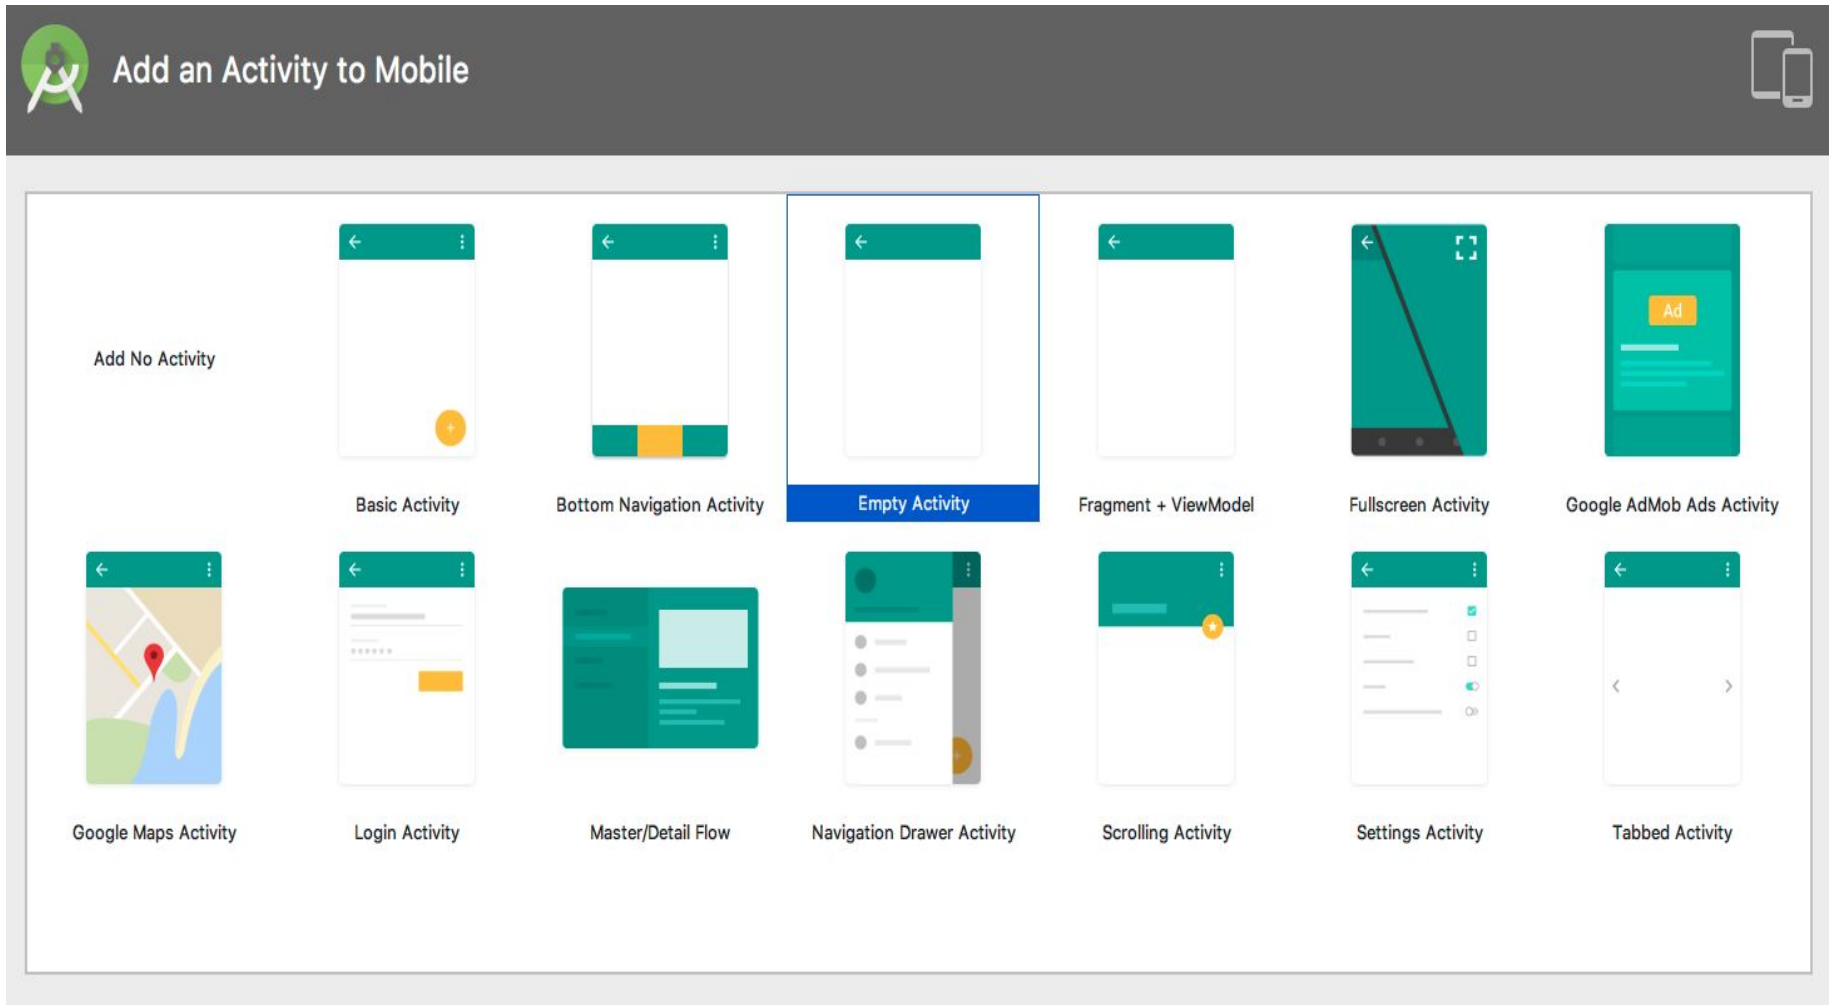 Add an Activity to Mobile
Ad
Add No Activity
Basic Activity
Bottom Navigation Activity
Empty Activity
Fragment + ViewModel
Fullscreen Activity
Google AdMob Ads Activity
Google Maps Activity
Login Activity
Master/Detail Flow
Navigation Drawer Activity
Scrolling Activity
Settings Activity
Tabbed Activity